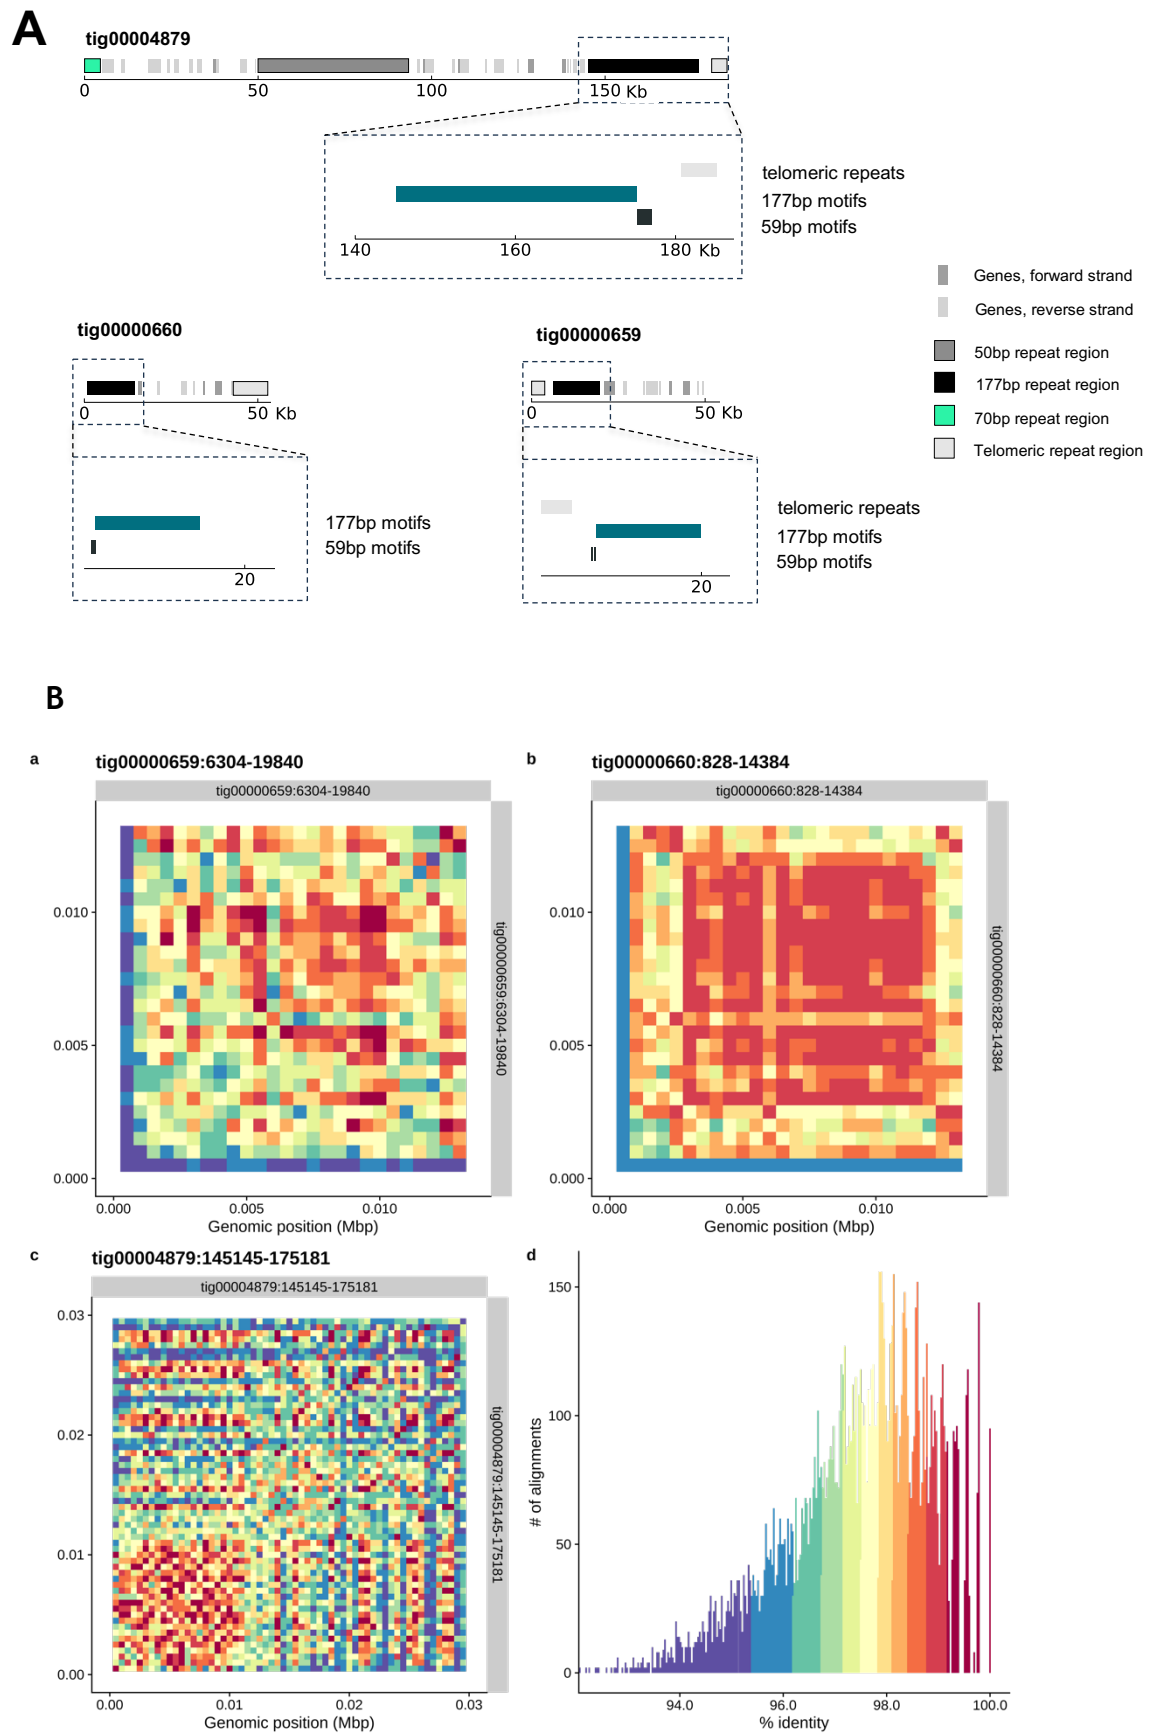 A
tig00004879
0 50 100 150 Kb
telomeric repeats
177bp motifs
59bp motifs
140 160 180 Kb
Genes, forward strand
Genes, reverse strand
50bp repeat region
177bp repeat region
70bp repeat region
Telomeric repeat region
tig00000660
0 50 Kb
177bp motifs
59bp motifs
20
tig00000659
0 50 Kb
telomeric repeats
177bp motifs
59bp motifs
20
B
a
tig00000659:6304-19840
tig00000659:6304-19840
tig00000659:6304-19840
0.010
0.005
0.000
0.000 0.005 0.010
Genomic position (Mbp)
b
tig00000660:828-14384
tig00000660:828-14384
tig00000660:828-14384
0.010
0.005
0.000
0.000 0.005 0.010
Genomic position (Mbp)
c
tig00004879:145145-175181
tig00004879:145145-175181
tig00004879:145145-175181
0.03
0.02
0.01
0.00
0.00 0.01 0.02 0.03
Genomic position (Mbp)
d
# of alignments
150
100
50
0
94.0 96.0 98.0 100.0
% identity